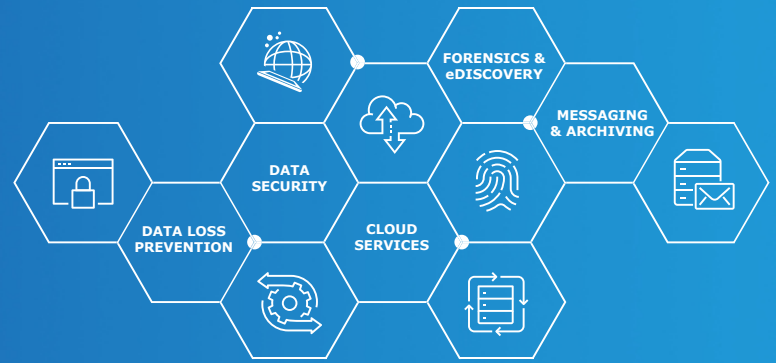 FORENSICS &
eDISCOVERY
MESSAGING
& ARCHIVING
DATA
SECURITY
DATA LOSS
PREVENTION
CLOUD
SERVICES